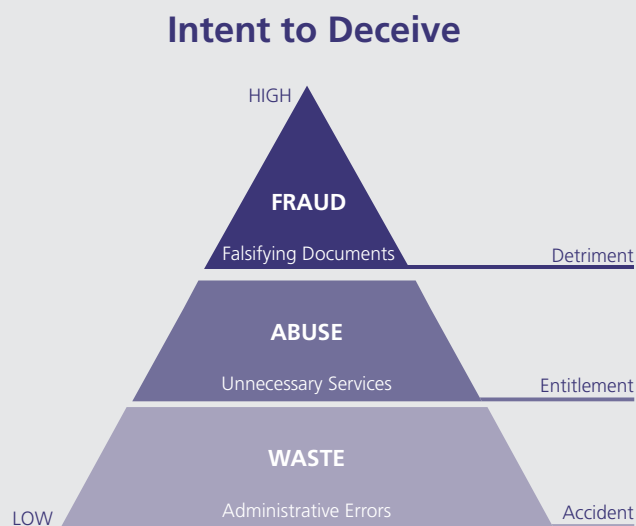 Intent to Deceive
HIGH
FRAUD
Falsifying Documents
Detriment
ABUSE
Unnecessary Services
Entitlement
WASTE
Administrative Errors
Accident
LOW